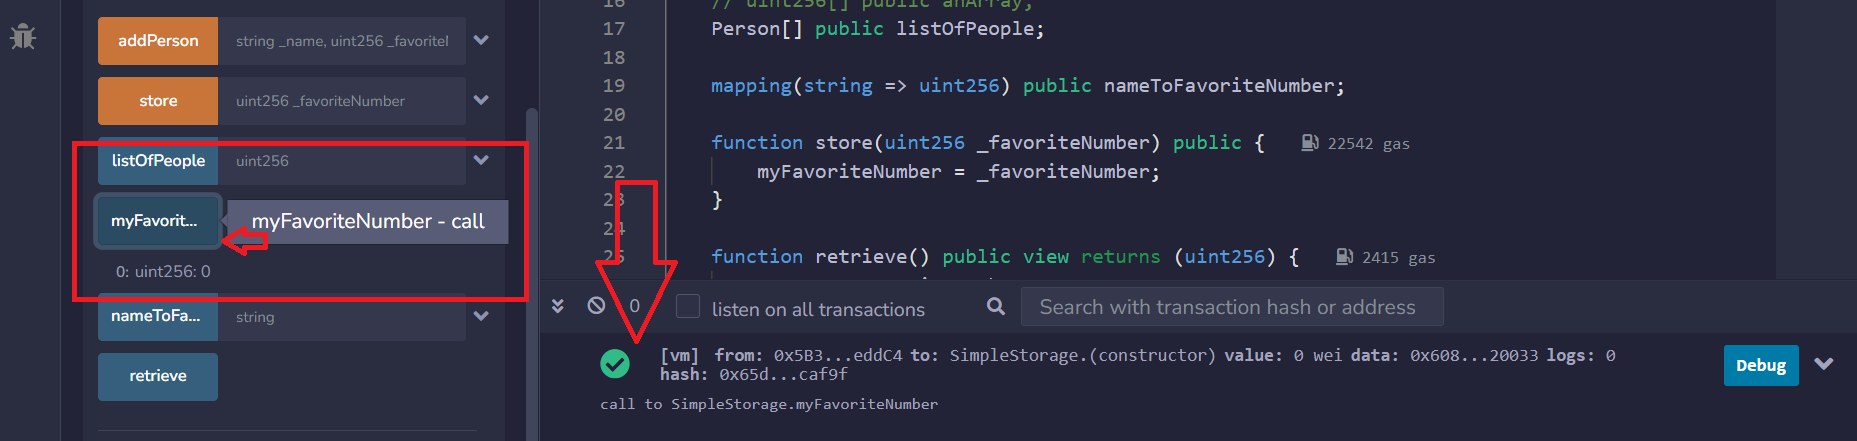 addPerson string _name, uint256 _favoriteI
store uint256 _favoriteNumber
listOfPeople uint256
myFavorit... myFavoriteNumber - call
0: uint256: 0
nameToFa... string
retrieve
16 // uint256[] public anArray;
17 Person[] public listOfPeople;
18
19 mapping(string => uint256) public nameToFavoriteNumber;
20
21 function store(uint256 _favoriteNumber) public { 22542 gas
22 myFavoriteNumber = _favoriteNumber;
23 }
24
25 function retrieve() public view returns (uint256) { 2415 gas
0 listen on all transactions Search with transaction hash or address
[vm] from: 0x5B3...eddC4 to: SimpleStorage.(constructor) value: 0 wei data: 0x608...20033 logs: 0
hash: 0x65d...caf9f
Debug
call to SimpleStorage.myFavoriteNumber